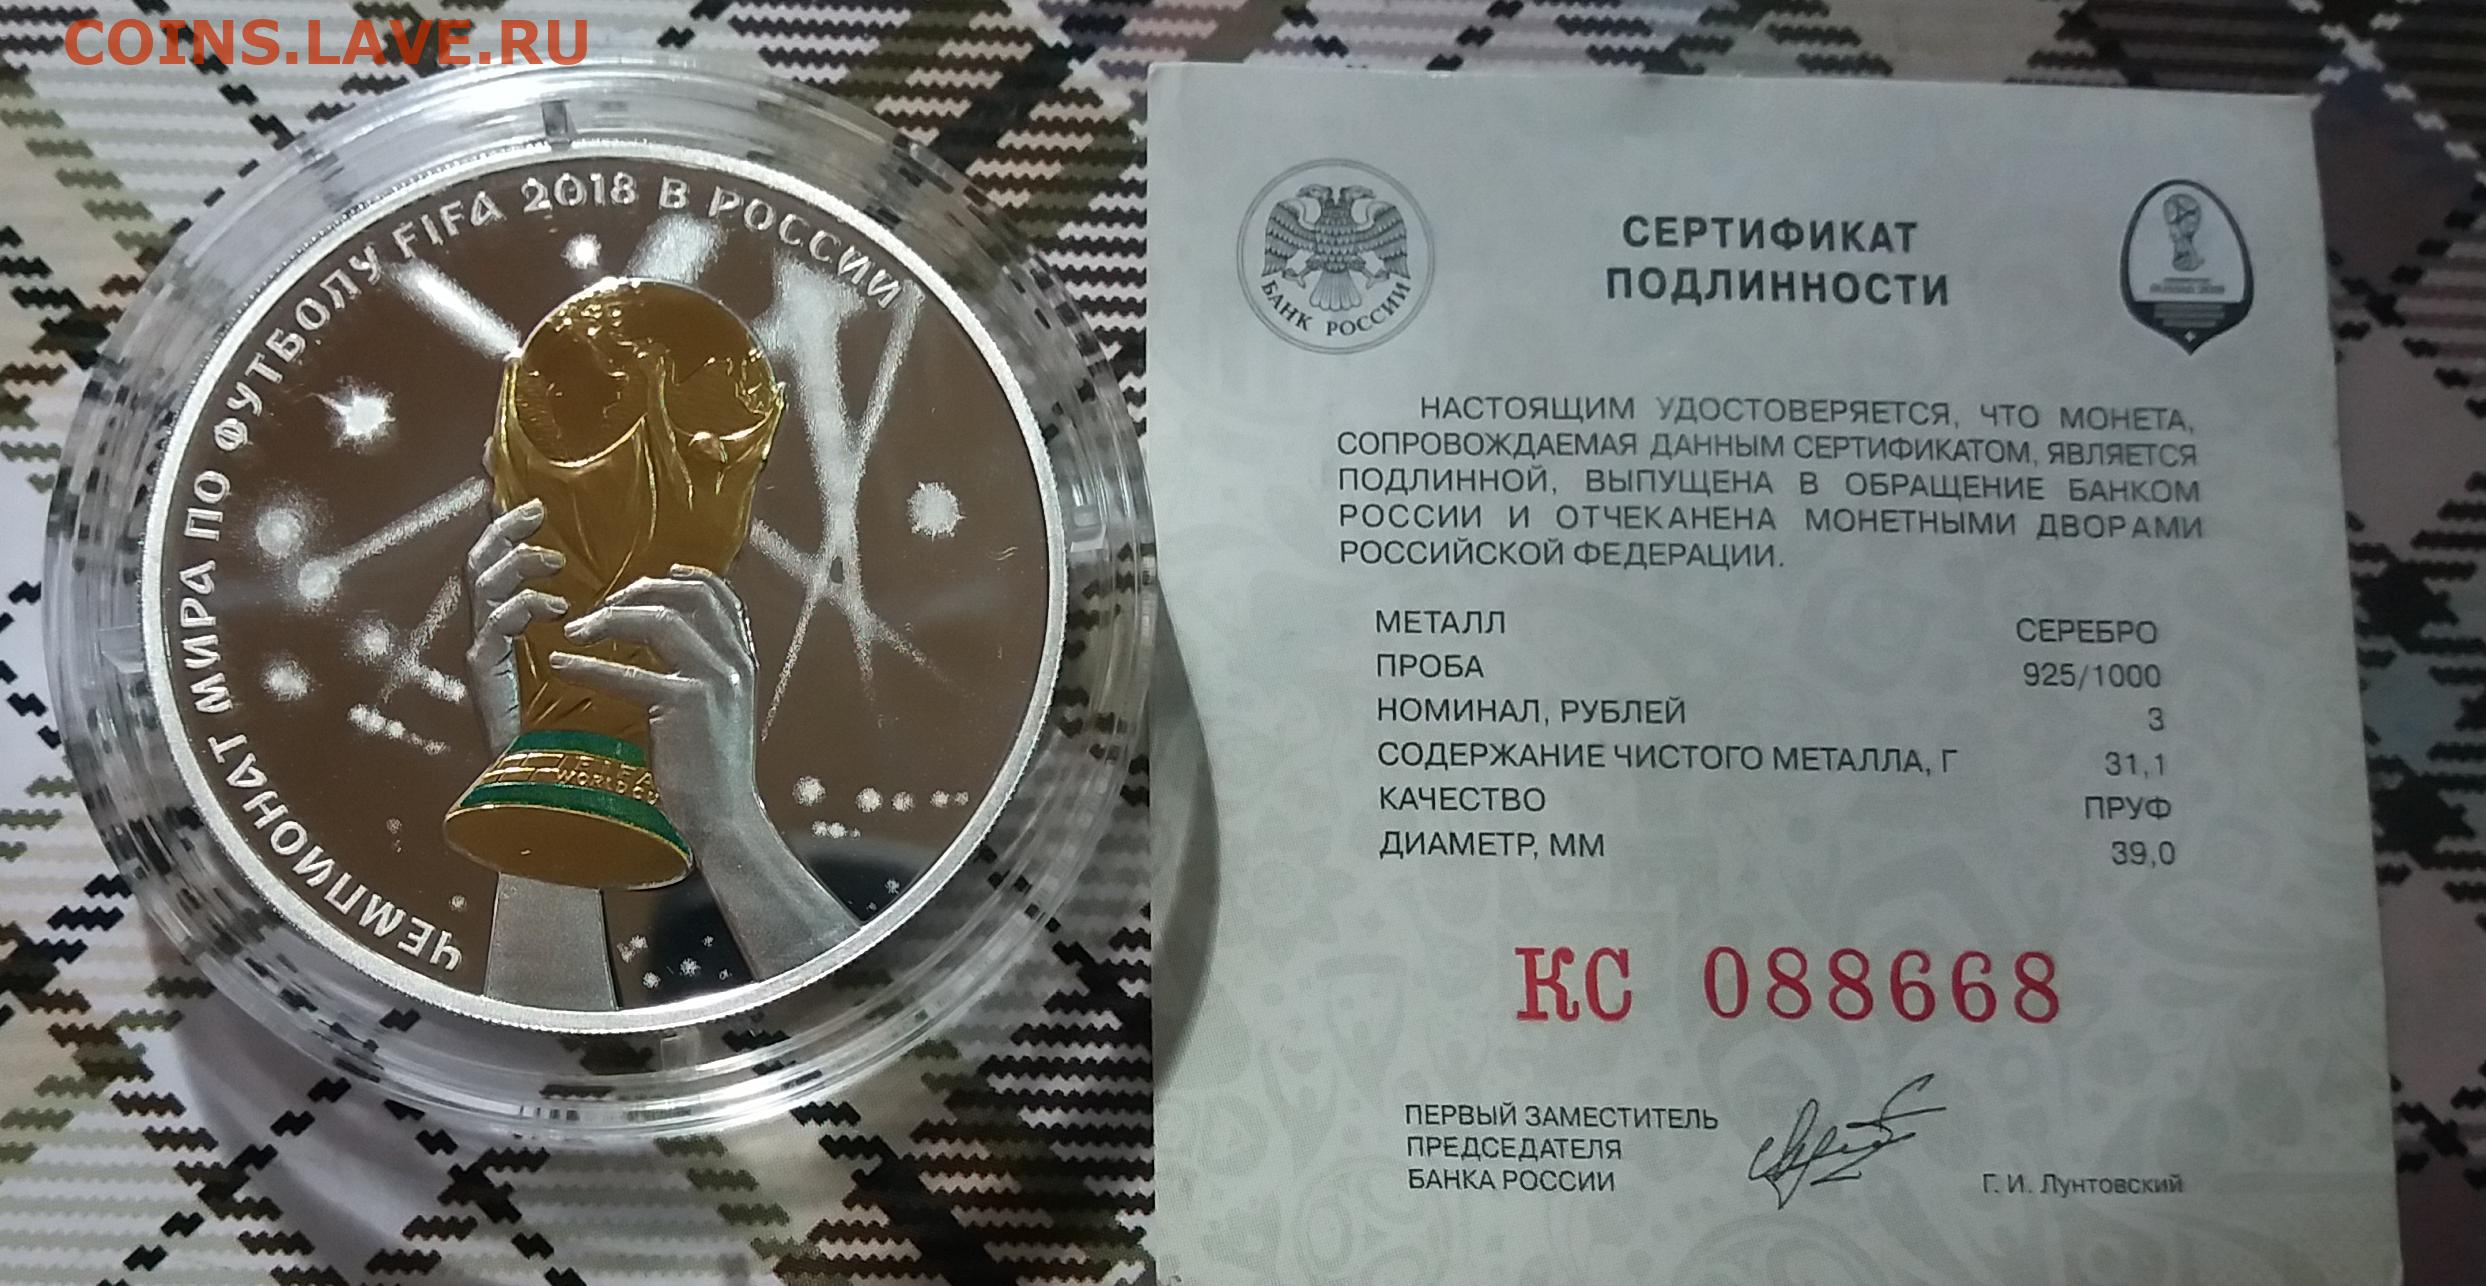 COINS.LAVE.RU
ЧЕМПИОНАТ МИРА ПО ФУТБОЛУ FIFA 2018 В РОССИИ
FIFA
WORLD CU
БАНК РОССИИ
СЕРТИФИКАТ
ПОДЛИННОСТИ
НАСТОЯЩИМ УДОСТОВЕРЯЕТСЯ, ЧТО МОНЕТА,
СОПРОВОЖДАЕМАЯ ДАННЫМ СЕРТИФИКАТОМ, ЯВЛЯЕТСЯ
ПОДЛИННОЙ, ВЫПУЩЕНА В ОБРАЩЕНИЕ БАНКОМ
РОССИИ И ОТЧЕКАНЕНА МОНЕТНЫМИ ДВОРАМИ
РОССИЙСКОЙ ФЕДЕРАЦИИ.
МЕТАЛЛ СЕРЕБРО
ПРОБА 925/1000
НОМИНАЛ, РУБЛЕЙ 3
СОДЕРЖАНИЕ ЧИСТОГО МЕТАЛЛА, Г 31,1
КАЧЕСТВО ПРУФ
ДИАМЕТР, ММ 39,0
КС 088668
ПЕРВЫЙ ЗАМЕСТИТЕЛЬ
ПРЕДСЕДАТЕЛЯ
БАНКА РОССИИ
Г. И. Лунтовский